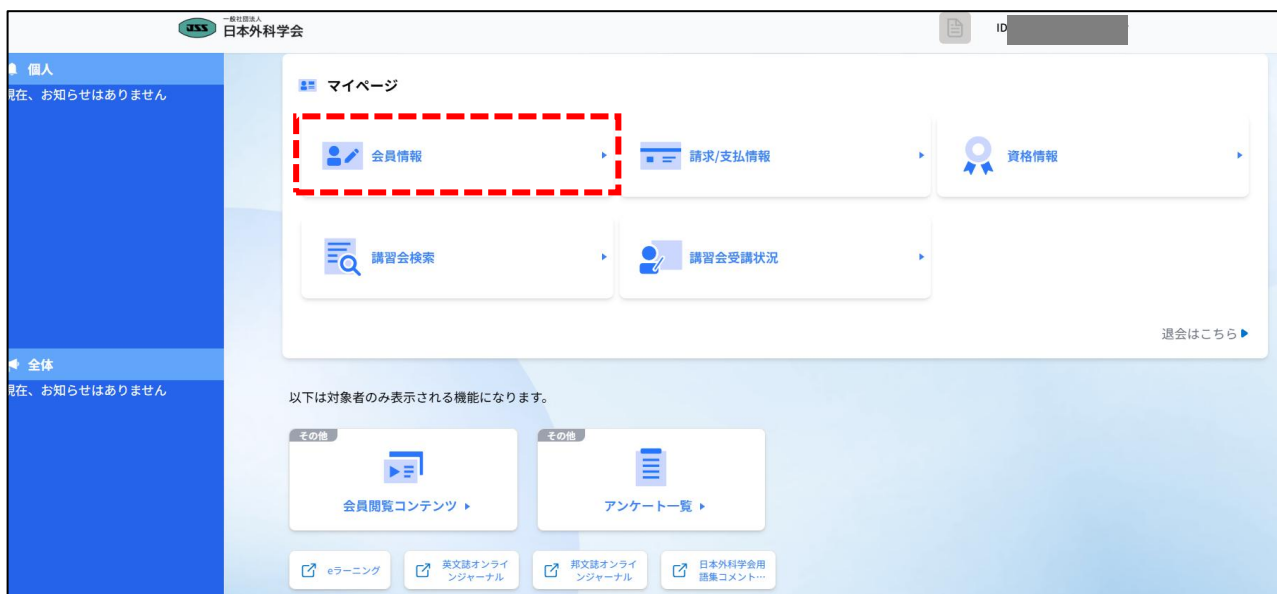 JSS 一般社団法人
日本外科学会
ID
個人
現在、お知らせはありません
マイページ
会員情報
請求/支払情報
資格情報
講習会検索
講習会受講状況
退会はこちら
全体
現在、お知らせはありません
以下は対象者のみ表示される機能になります。
その他
会員閲覧コンテンツ
その他
アンケート一覧
eラーニング
英文誌オンライ
ンジャーナル
邦文誌オンライ
ンジャーナル
日本外科学会用
語集コメント…